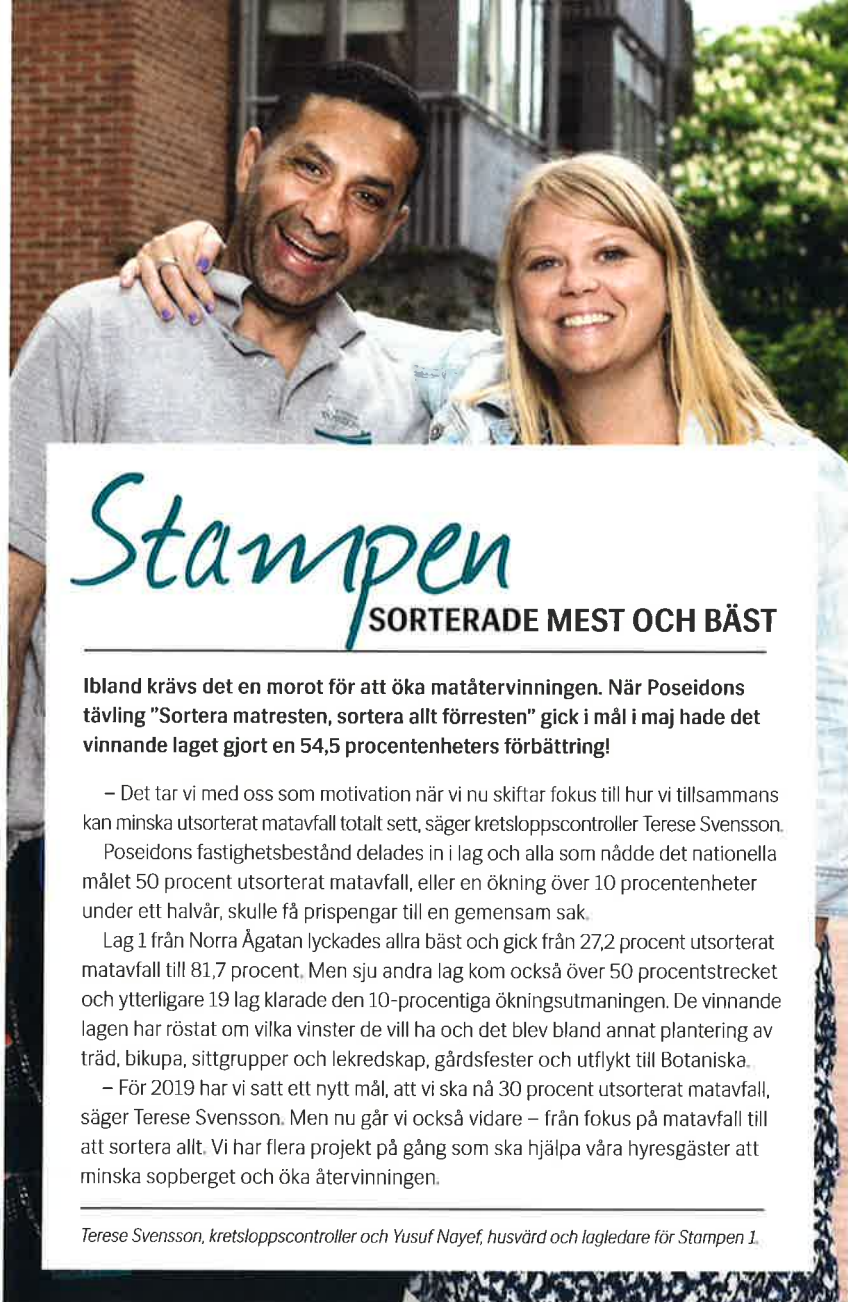 Stampen
SORTERADE MEST OCH BÄST
Ibland krävs det en morot för att öka matåtervinningen. När Poseidons
tävling ”Sortera matresten, sortera allt förresten” gick i mål i maj hade det
vinnande laget gjort en 54,5 procentenheters förbättring!
– Det tar vi med oss som motivation när vi nu skiftar fokus till hur vi tillsammans
kan minska utsorterat matavfall totalt sett, säger kretsloppscontroller Terese Svensson.
Poseidons fastighetsbestånd delades in i lag och alla som nådde det nationella
målet 50 procent utsorterat matavfall, eller en ökning över 10 procentenheter
under ett halvår, skulle få prispengar till en gemensam sak.
Lag 1 från Norra Ågatan lyckades allra bäst och gick från 27,2 procent utsorterat
matavfall till 81,7 procent. Men sju andra lag kom också över 50 procentstrecket
och ytterligare 19 lag klarade den 10-procentiga ökningsutmaningen. De vinnande
lagen har röstat om vilka vinster de vill ha och det blev bland annat plantering av
träd, bikupa, sittgrupper och lekredskap, gårdsfester och utflykt till Botaniska.
– För 2019 har vi satt ett nytt mål, att vi ska nå 30 procent utsorterat matavfall,
säger Terese Svensson. Men nu går vi också vidare – från fokus på matavfall till
att sortera allt. Vi har flera projekt på gång som ska hjälpa våra hyresgäster att
minska sopberget och öka återvinningen.
Terese Svensson, kretsloppscontroller och Yusuf Nayef, husvärd och lagledare för Stampen 1.